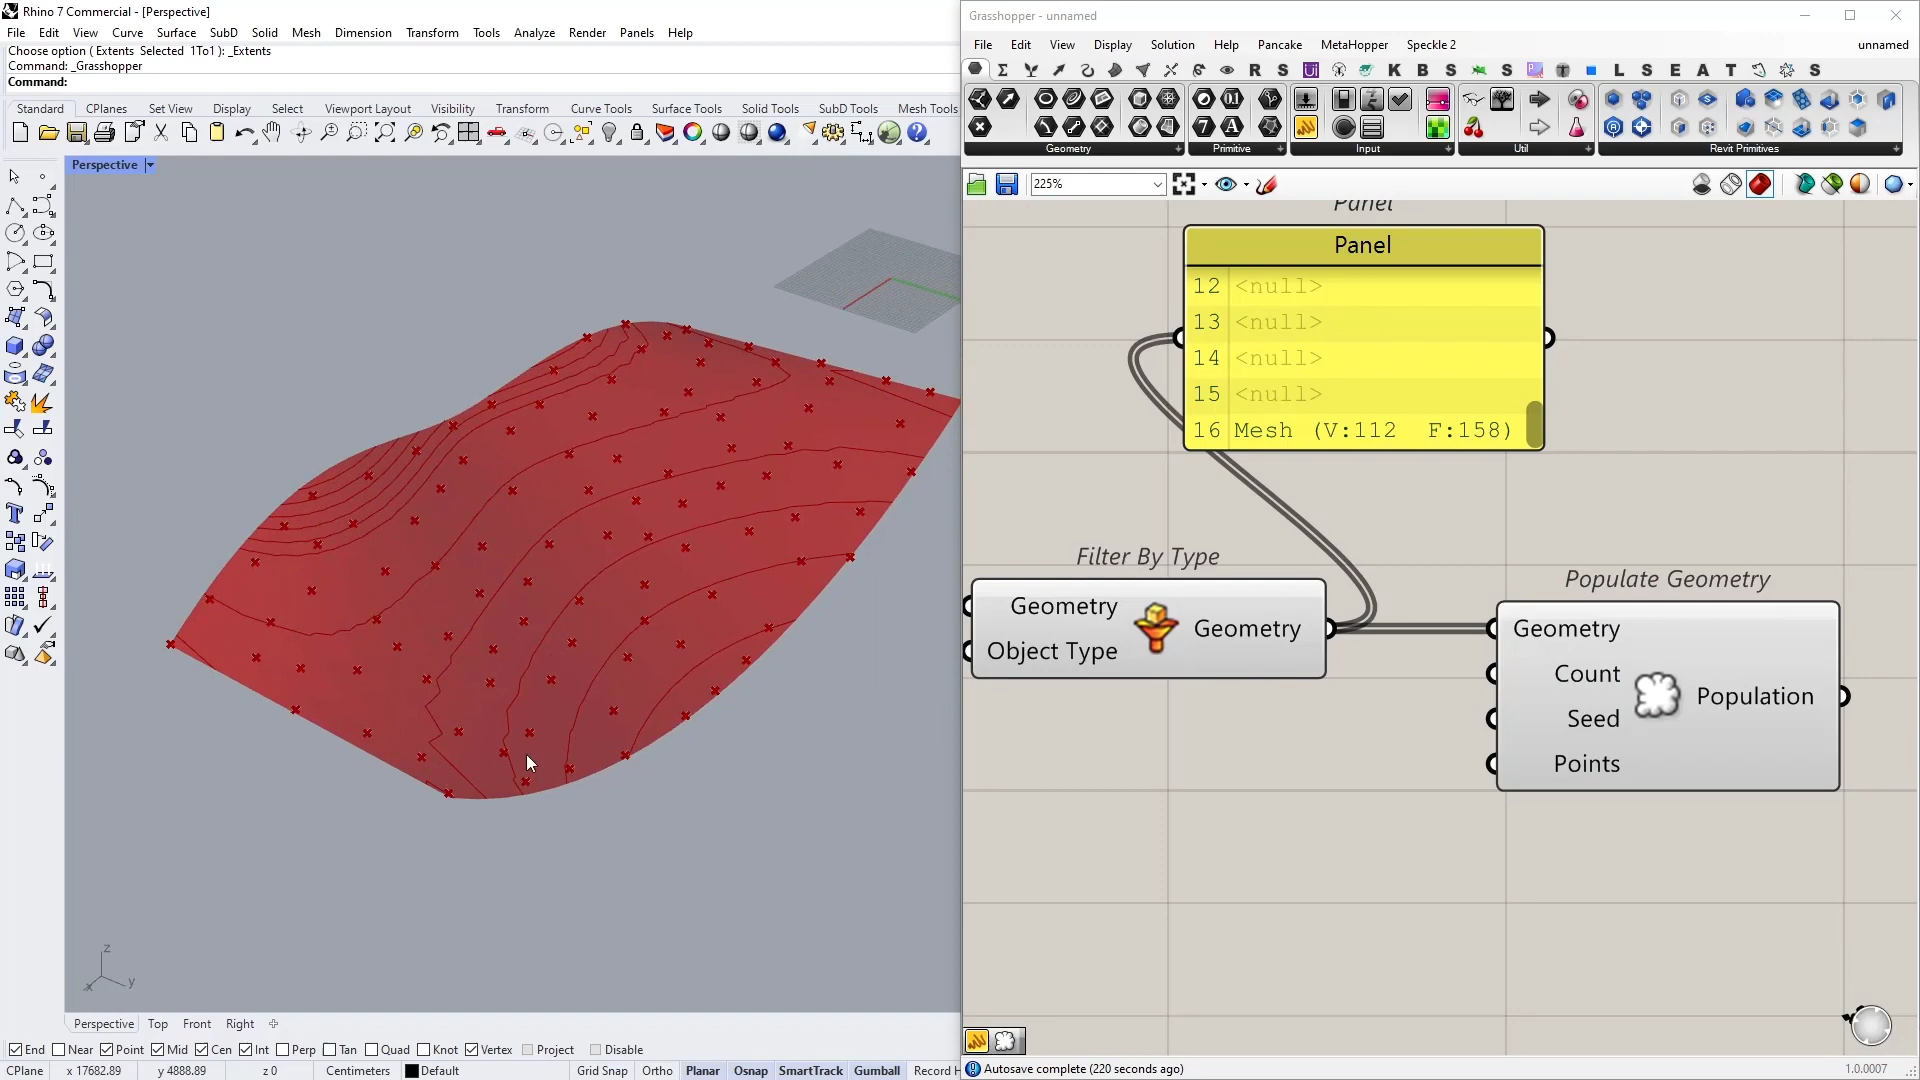 Rhino 7 Commercial - [Perspective]
File Edit View Curve Surface SubD Solid Mesh Dimension Transform Tools Analyze Render Panels Help
Choose option ( Extents Selected 1To1 ): _Extents
Command: _Grasshopper
Command:
Standard CPlanes Set View Display Select Viewport Layout Visibility Transform Curve Tools Surface Tools Solid Tools SubD Tools Mesh Tools
Perspective
z
y
x
Perspective Top Front Right
End Near Point Mid Cen Int Perp Tan Quad Knot Vertex Project Disable
CPlane x 17682.89 y 4888.89 z 0 Centimeters Default Grid Snap Ortho Planar Osnap SmartTrack Gumball Record H
Grasshopper - unnamed
File Edit View Display Solution Help Pancake MetaHopper Speckle 2 unnamed
R S K B S S L S E A T S
Geometry Primitive Input Util Revit Primitives
225%
Panel
Panel
12 <null>
13 <null>
14 <null>
15 <null>
16 Mesh (V:112 F:158)
Filter By Type
Geometry
Object Type
Geometry
Populate Geometry
Geometry
Count
Seed
Points
Population
Autosave complete (220 seconds ago)
1.0.0007